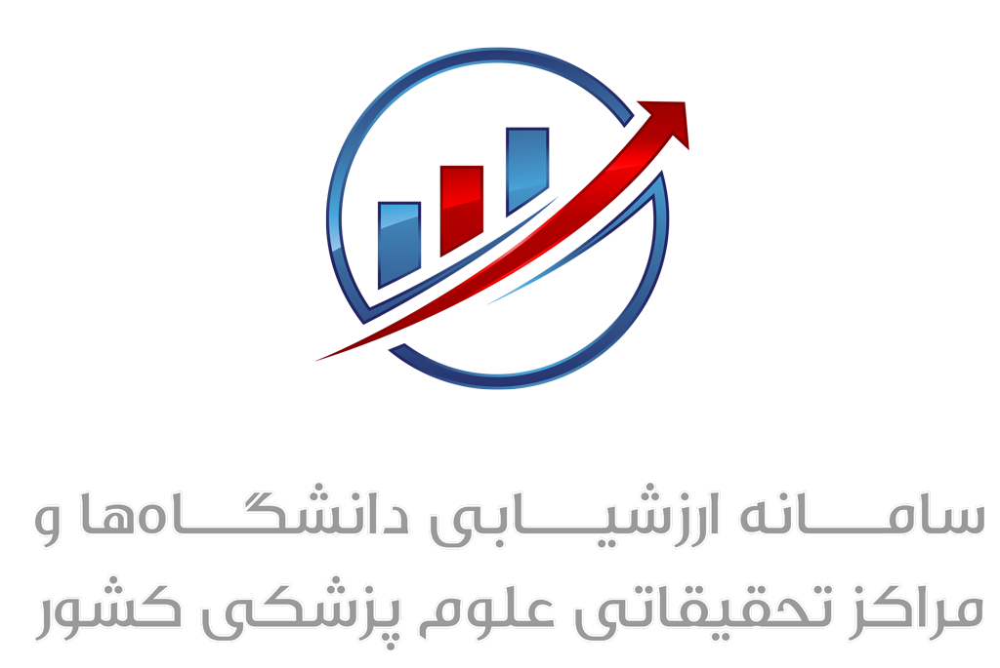 سامانه ارزشیابی دانشگاه‌ها و
مراکز تحقیقاتی علوم پزشکی کشور